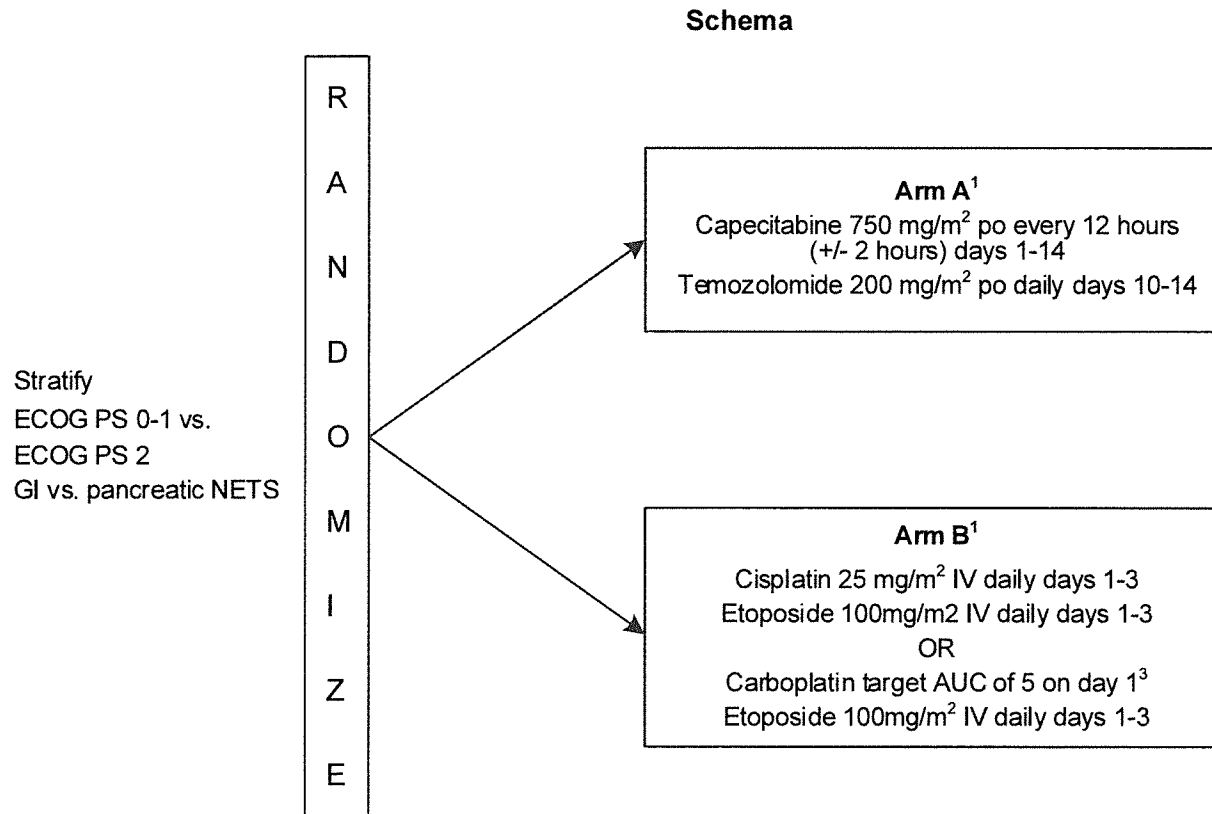 Schema
R
A
N
D
O
M
I
Z
E
Stratify
ECOG PS 0-1 vs.
ECOG PS 2
GI vs. pancreatic NETS
Arm A¹
Capecitabine 750 mg/m² po every 12 hours
(+/- 2 hours) days 1-14
Temozolomide 200 mg/m² po daily days 10-14
Arm B¹
Cisplatin 25 mg/m² IV daily days 1-3
Etoposide 100mg/m2 IV daily days 1-3
OR
Carboplatin target AUC of 5 on day 1³
Etoposide 100mg/m² IV daily days 1-3